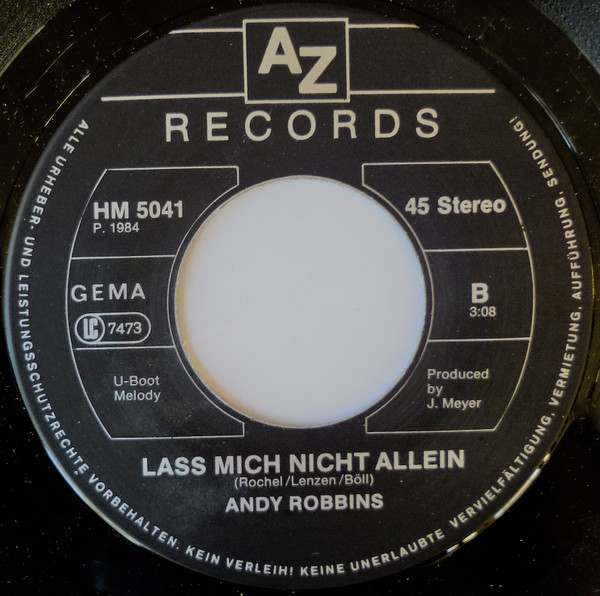 AZ
RECORDS
HM 5041
P. 1984
45 Stereo
GEMA
LC 7473
B
3:08
U-Boot
Melody
Produced
by
J. Meyer
LASS MICH NICHT ALLEIN
(Rochel/Lenzen/Böll)
ANDY ROBBINS
ALLE URHEBER- UND LEISTUNGSSCHUTZRECHTE VORBEHALTEN. KEIN VERLEIH! KEINE UNERLAUBTE VERVIELFÄLTIGUNG, VERMIETUNG, AUFFÜHRUNG, SENDUNG!